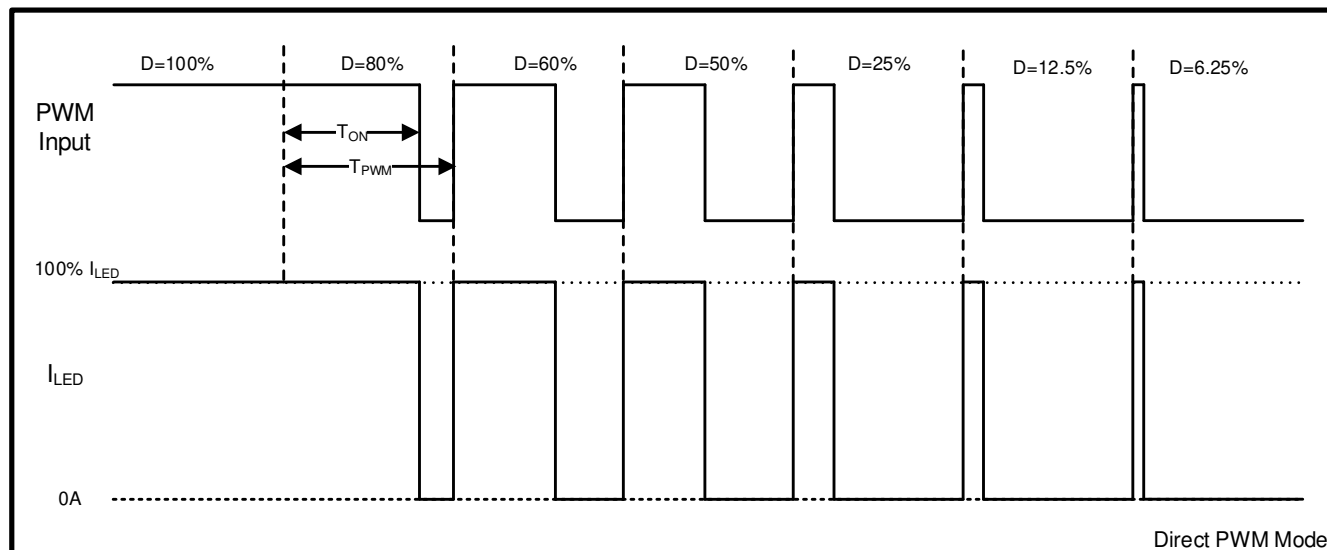 D=100% D=80% D=60% D=50% D=25% D=12.5% D=6.25%
PWM
Input
TON
TPWM
100% ILED
ILED
0A
Direct PWM Mode